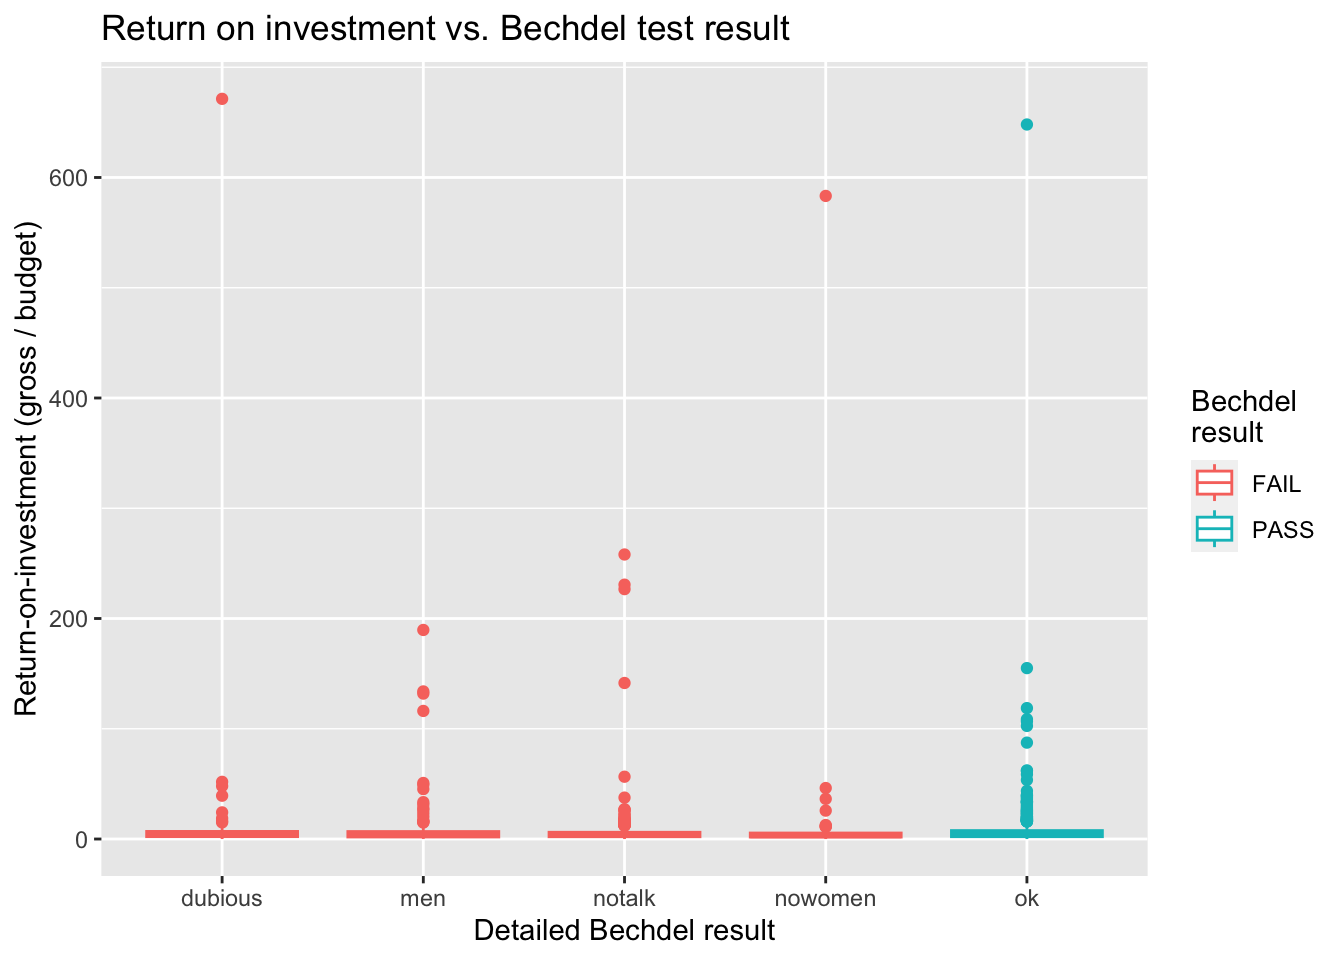 Return on investment vs. Bechdel test result
Return-on-investment (gross / budget)
600
400
200
0
dubious
men
notalk
nowomen
ok
Detailed Bechdel result
Bechdel
result
FAIL
PASS